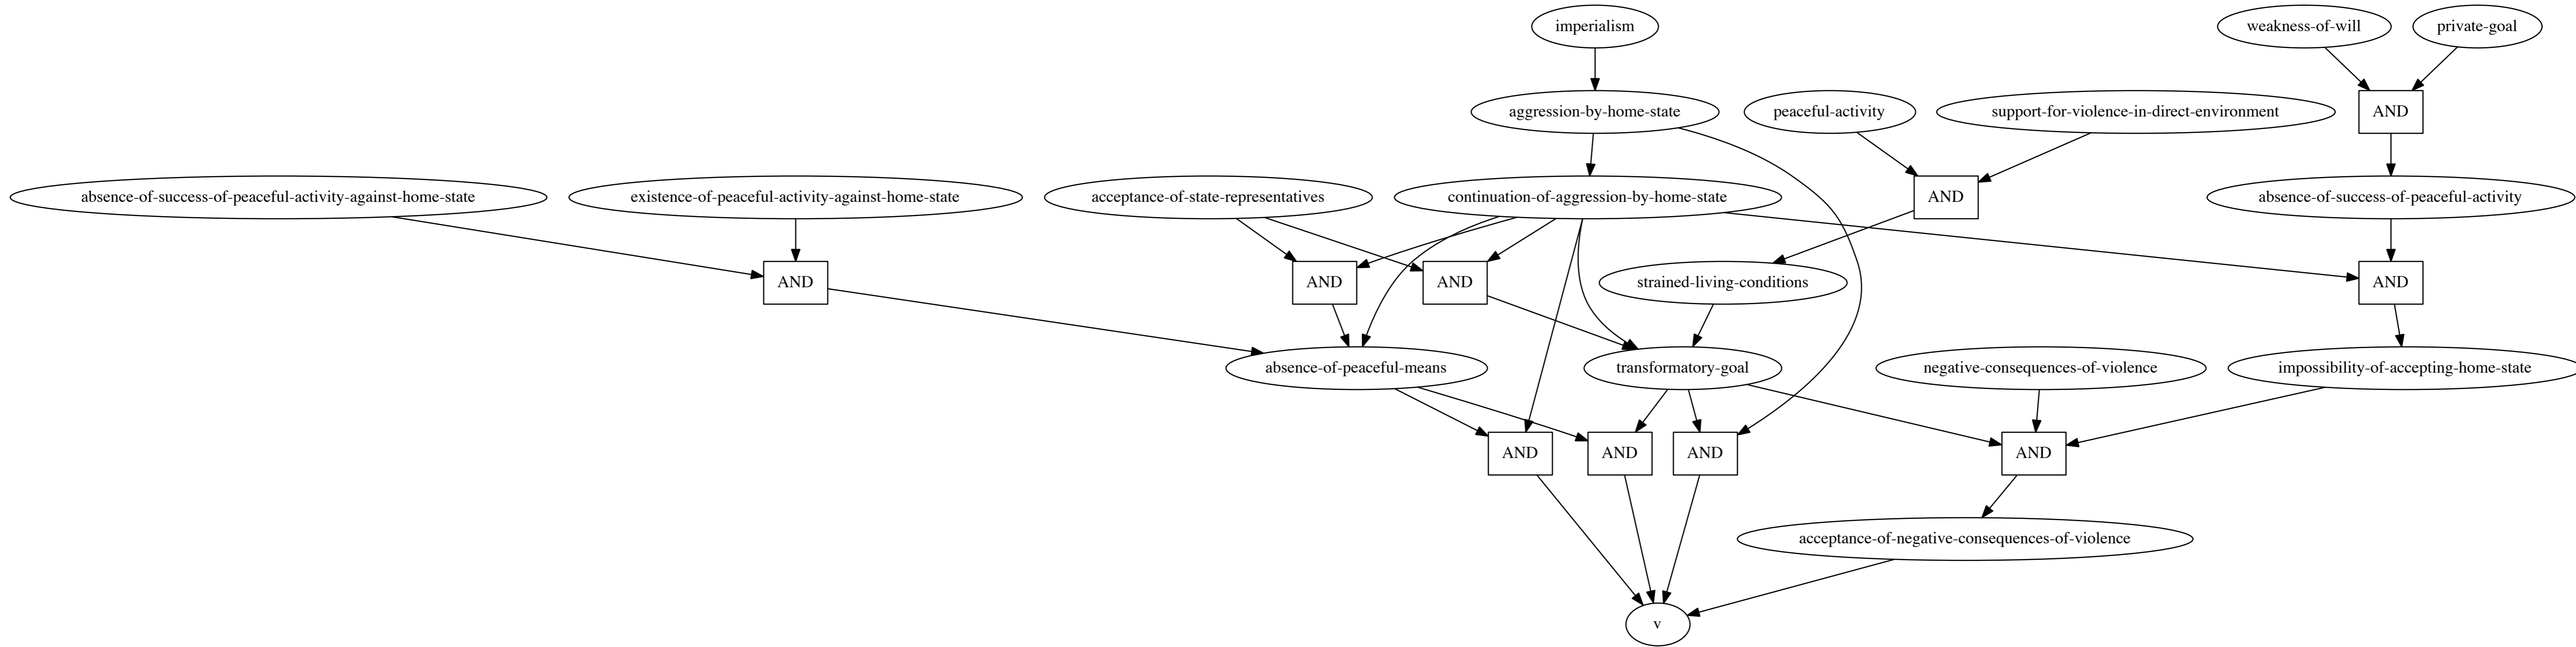 imperialism
weakness-of-will
private-goal
aggression-by-home-state
peaceful-activity
support-for-violence-in-direct-environment
AND
absence-of-success-of-peaceful-activity-against-home-state
existence-of-peaceful-activity-against-home-state
acceptance-of-state-representatives
continuation-of-aggression-by-home-state
AND
absence-of-success-of-peaceful-activity
AND
AND
AND
strained-living-conditions
AND
absence-of-peaceful-means
transformatory-goal
negative-consequences-of-violence
impossibility-of-accepting-home-state
AND
AND
AND
AND
acceptance-of-negative-consequences-of-violence
v